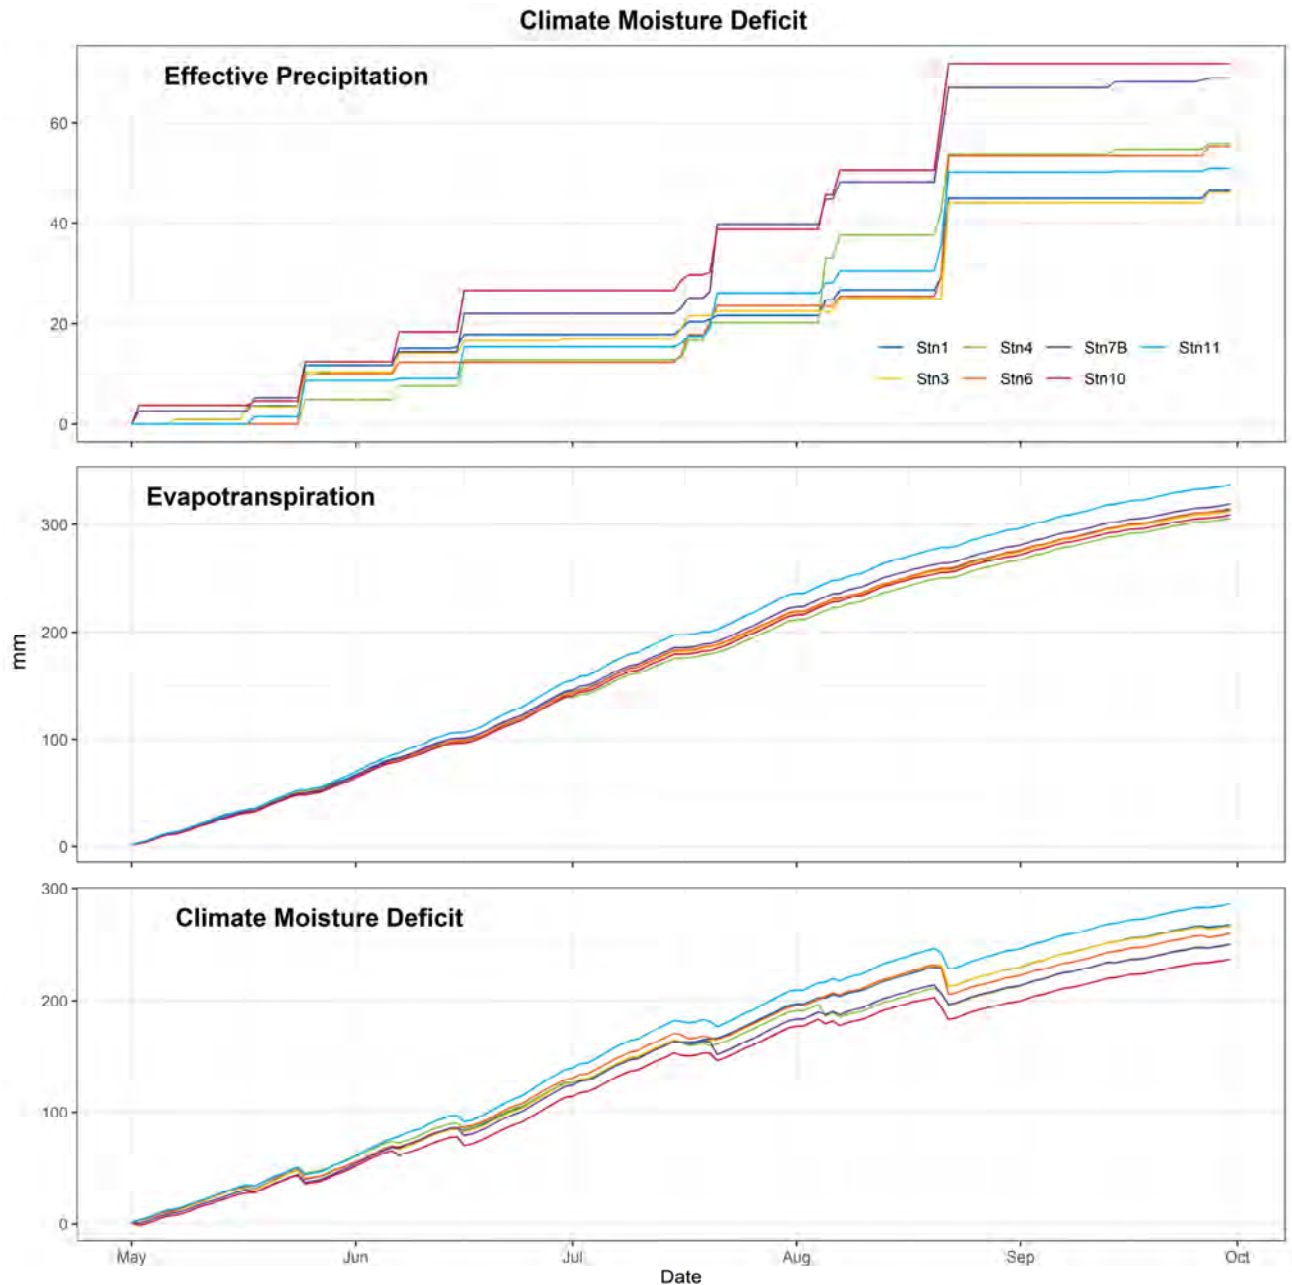 Climate Moisture Deficit
Effective Precipitation
60
40
20
0
Stn1 Stn4 Stn7B Stn11
Stn3 Stn6 Stn10
Evapotranspiration
300
200
100
0
mm
Climate Moisture Deficit
300
200
100
0
May Jun Jul Aug Sep Oct
Date